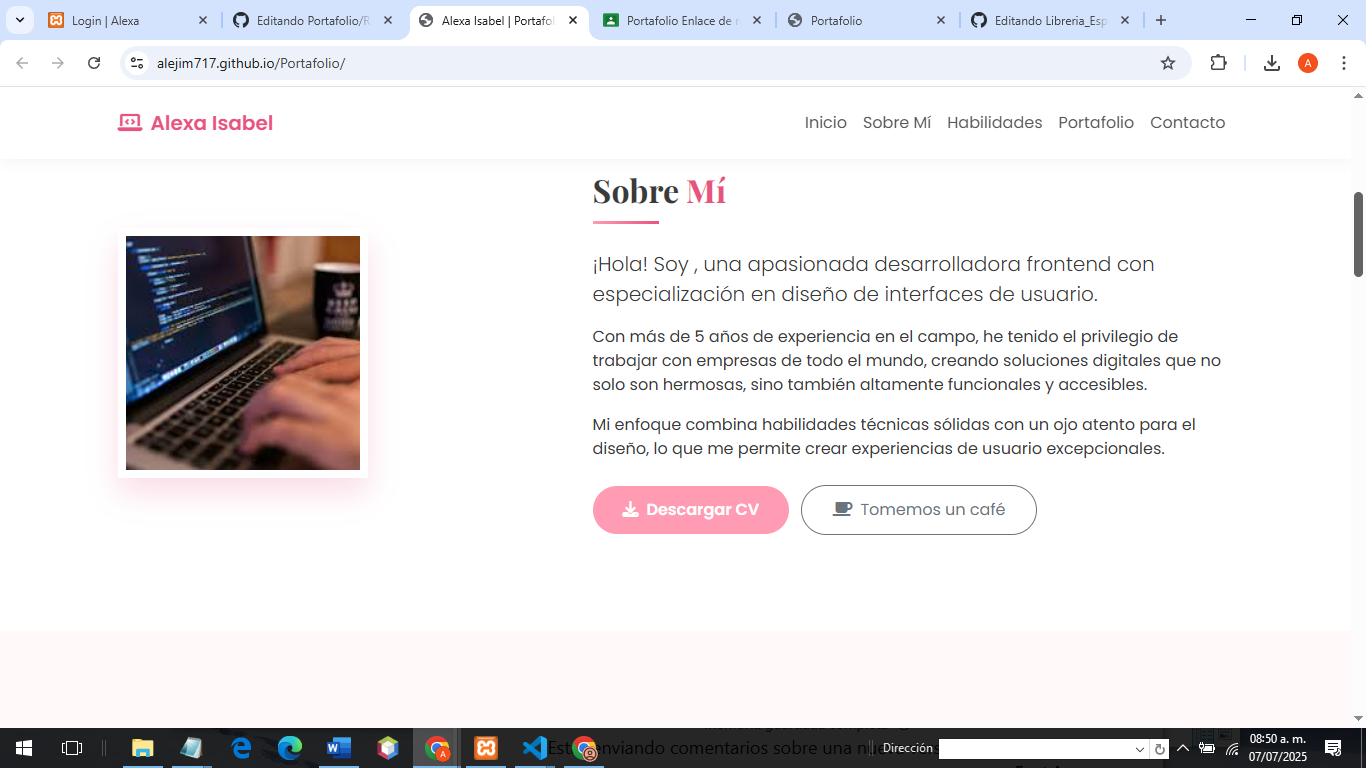 Login | Alexa
Editando Portafolio/R
Alexa Isabel | Portafol
Portafolio Enlace de
Portafolio
Editando Libreria_Esp
alejim717.github.io/Portafolio/
A
Alexa Isabel
Inicio
Sobre Mí
Habilidades
Portafolio
Contacto
Sobre Mí
¡Hola! Soy , una apasionada desarrolladora frontend con
especialización en diseño de interfaces de usuario.
Con más de 5 años de experiencia en el campo, he tenido el privilegio de
trabajar con empresas de todo el mundo, creando soluciones digitales que no
solo son hermosas, sino también altamente funcionales y accesibles.
Mi enfoque combina habilidades técnicas sólidas con un ojo atento para el
diseño, lo que me permite crear experiencias de usuario excepcionales.
Descargar CV
Tomemos un café
enviando comentarios sobre una
Dirección
08:50 a. m.
07/07/2025